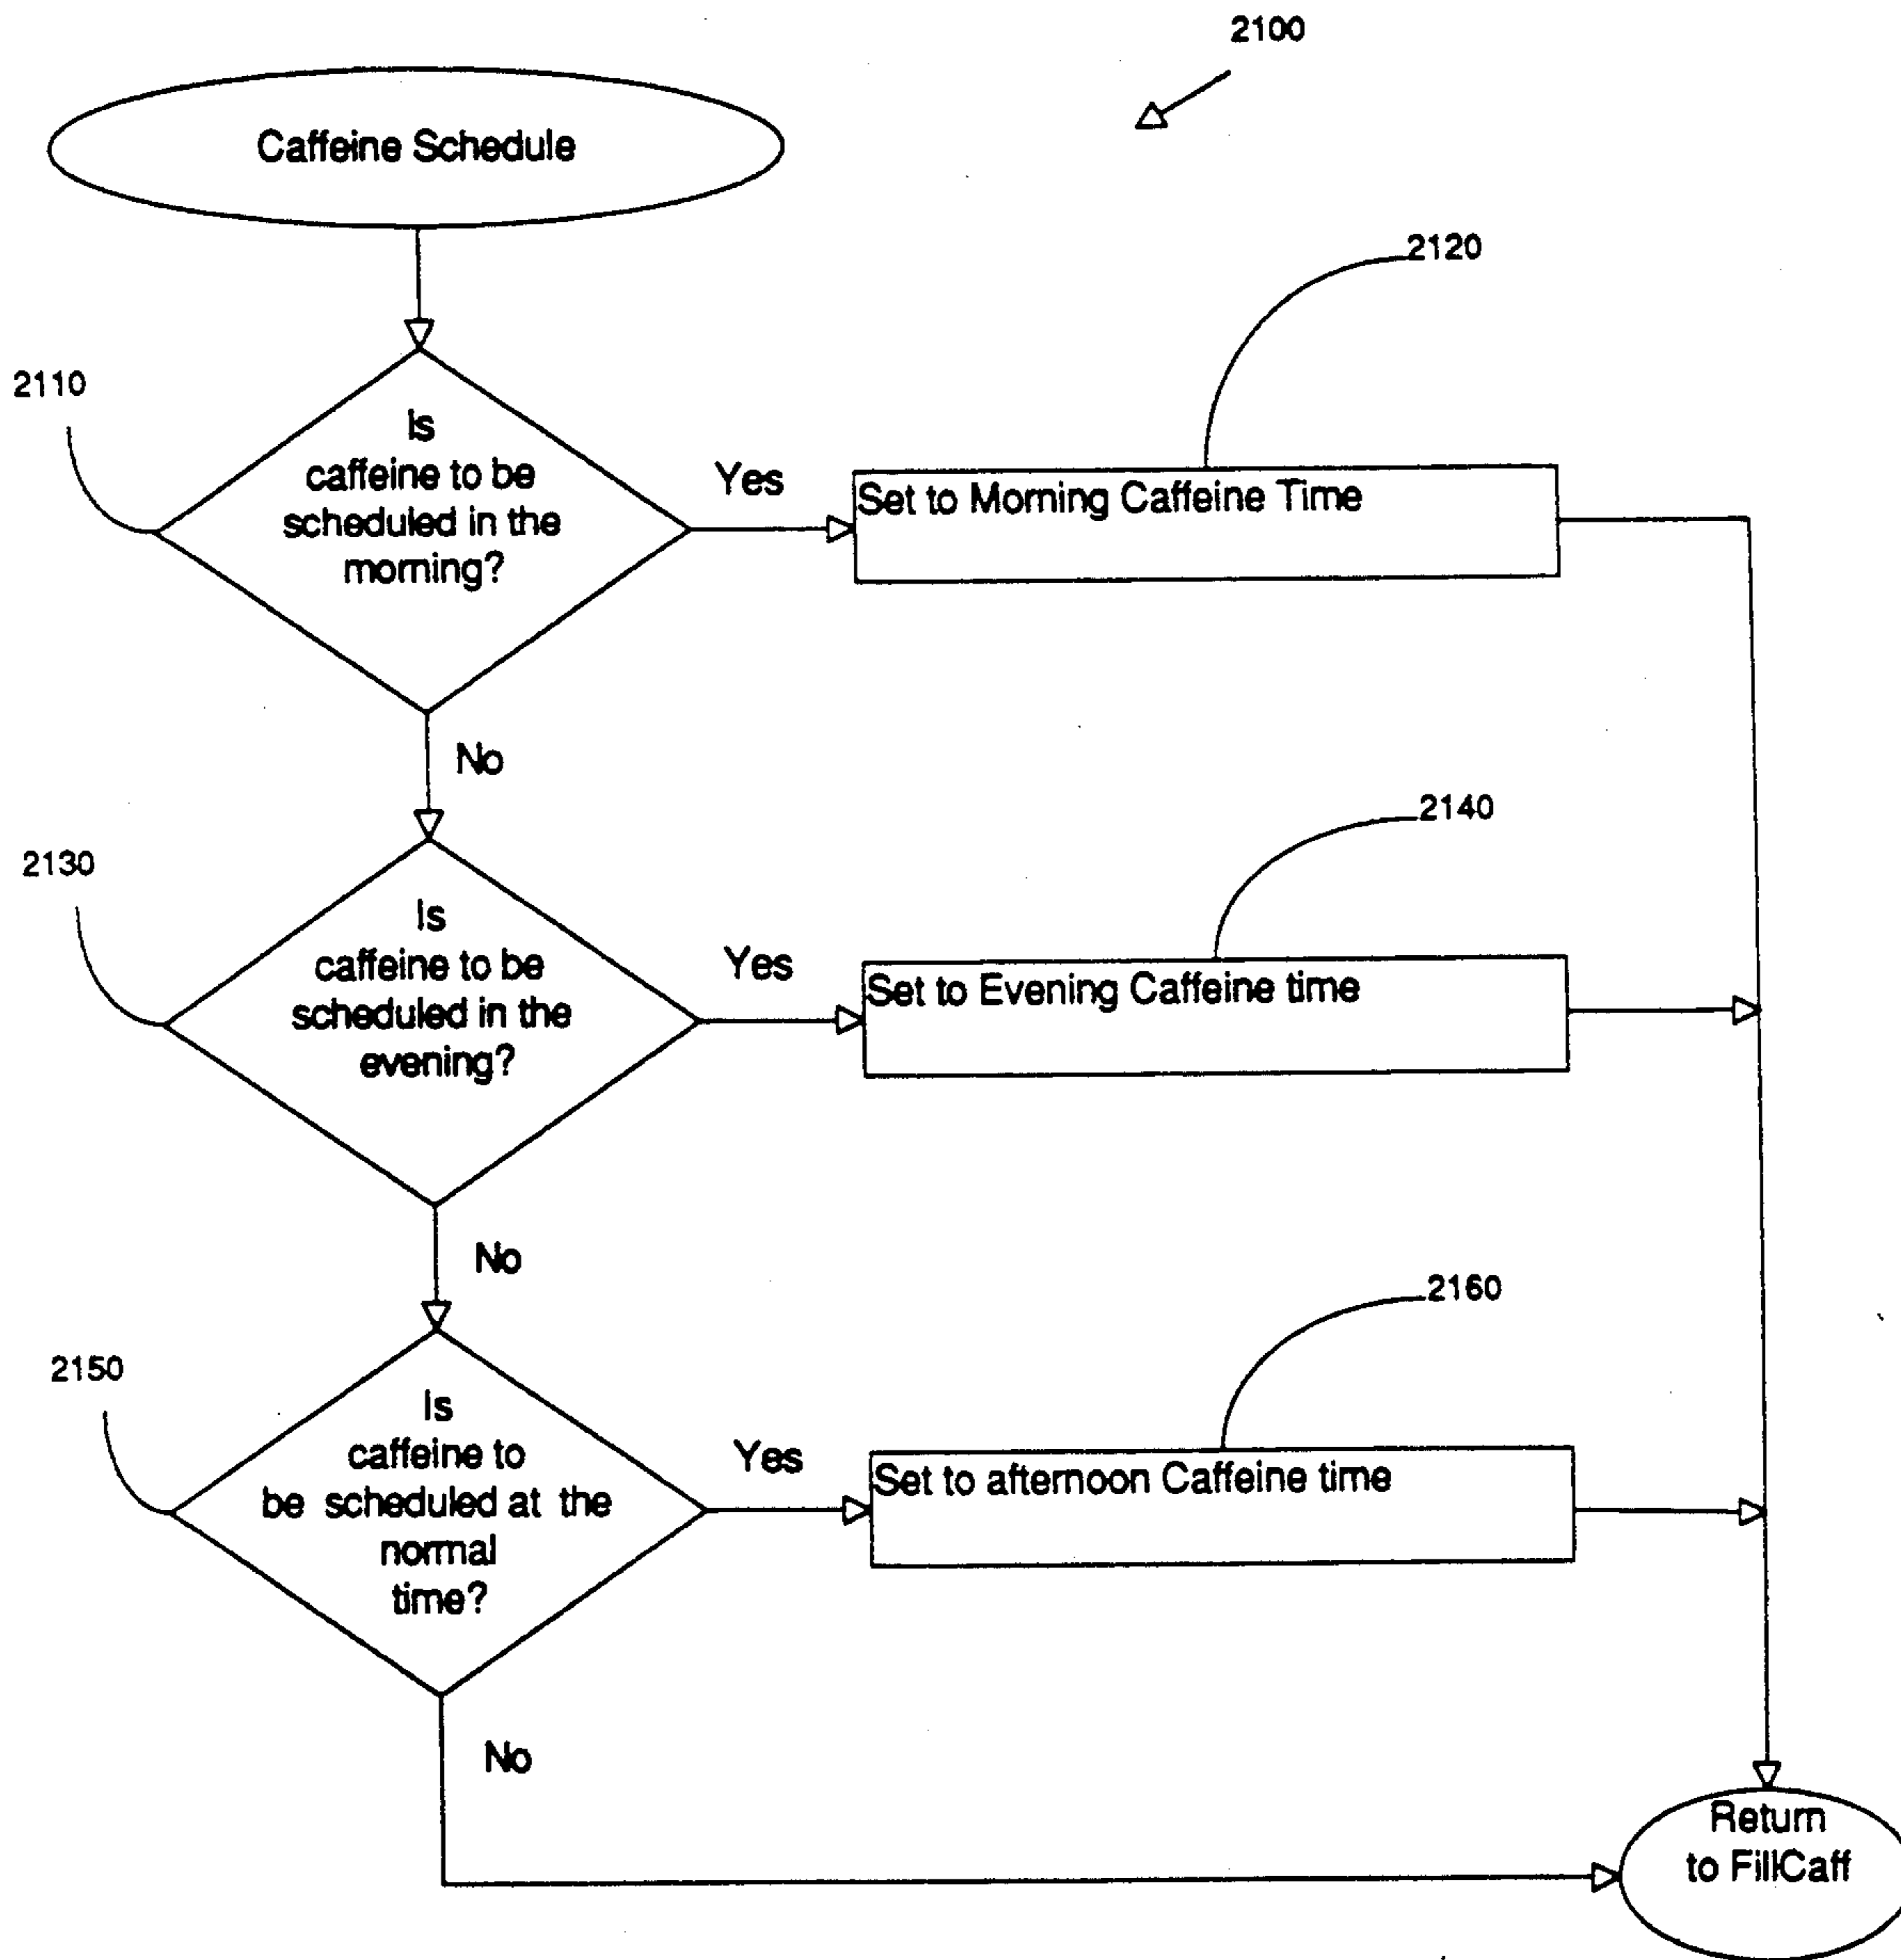 2100
Caffeine Schedule
2120
2110
Is
caffeine to be
scheduled in the
morning?
Yes
Set to Morning Caffeine Time
No
2140
2130
Is
caffeine to be
scheduled in the
evening?
Yes
Set to Evening Caffeine time
No
2160
2150
Is
caffeine to
be scheduled at the
normal
time?
Yes
Set to afternoon Caffeine time
No
Return
to FillCaff